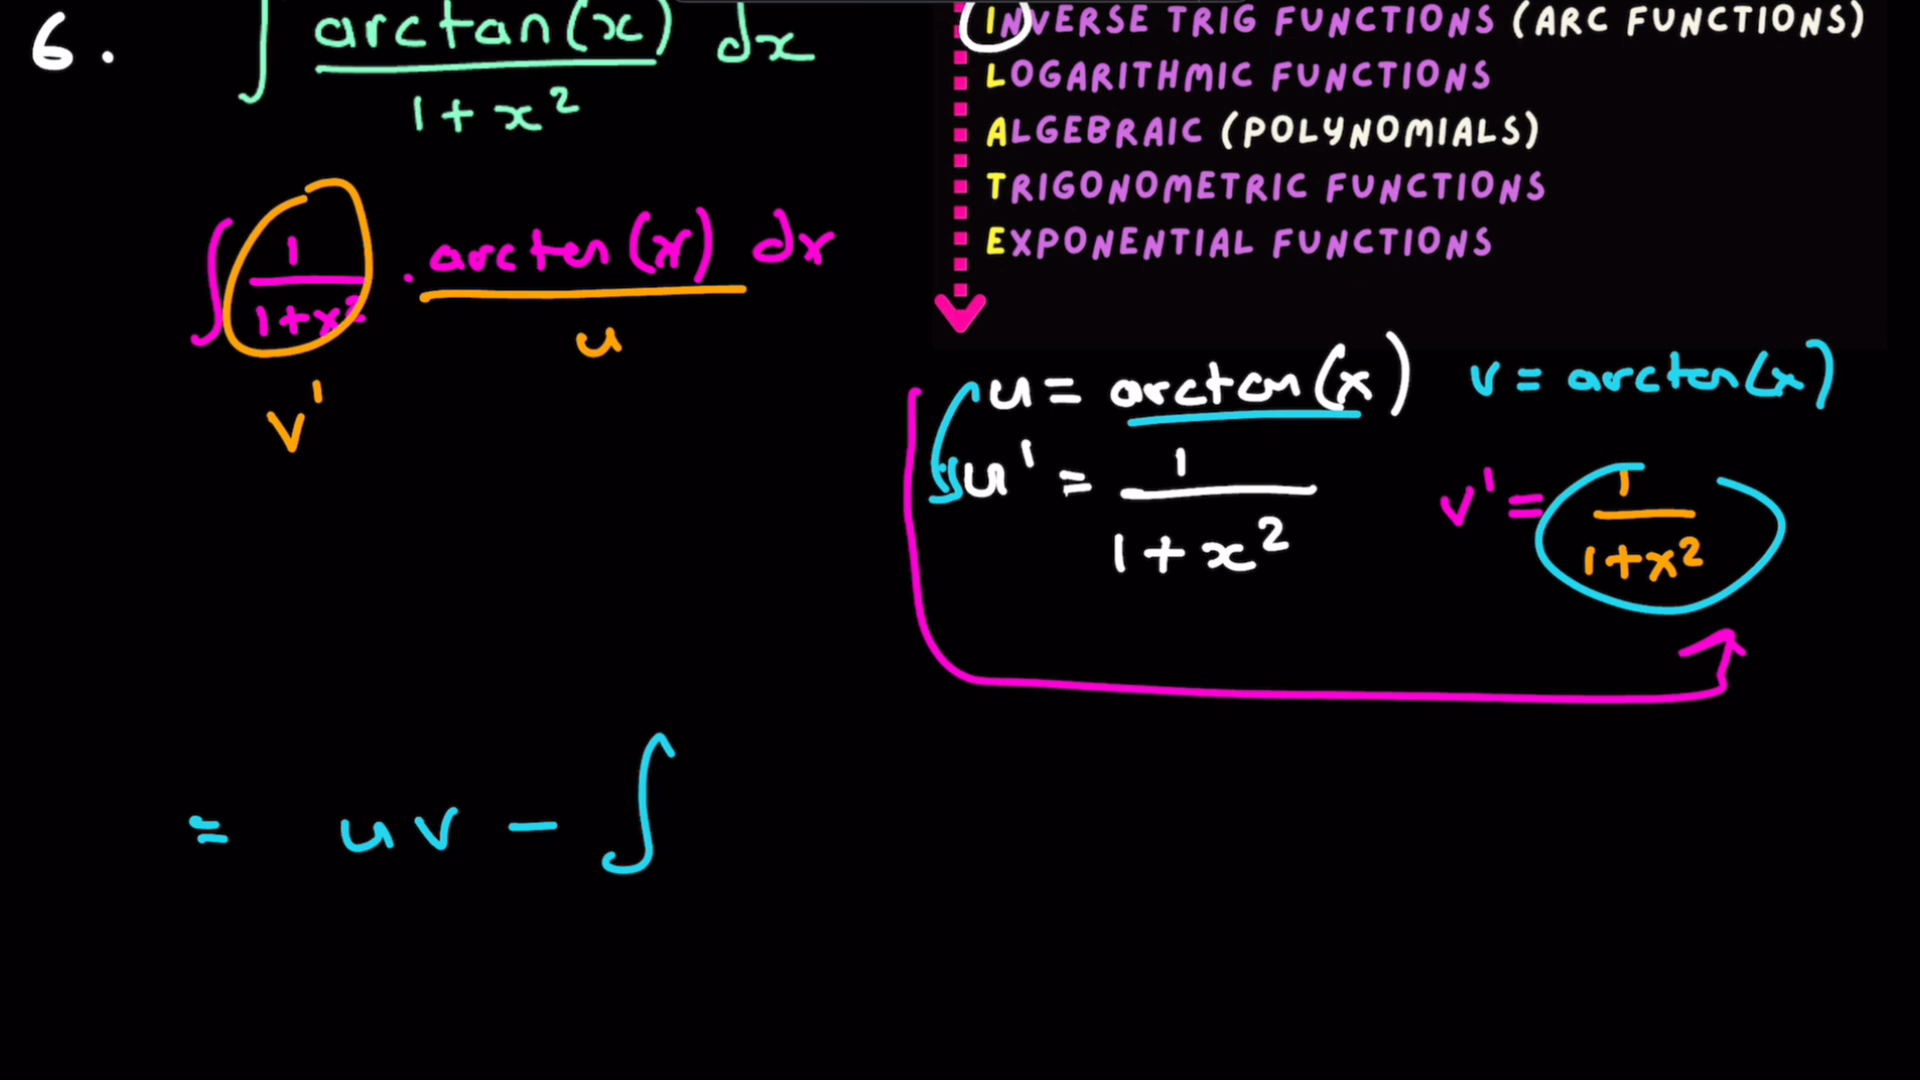 6. ∫ arctan(x) dx
1 + x²
INVERSE TRIG FUNCTIONS (ARC FUNCTIONS)
LOGARITHMIC FUNCTIONS
ALGEBRAIC (POLYNOMIALS)
TRIGONOMETRIC FUNCTIONS
EXPONENTIAL FUNCTIONS
∫ 1 . arctan(x) dx
1+x²
u
v'
u = arctan(x) v = arctan(x)
u' = 1
1 + x²
v' = 1
1+x²
= uv - ∫